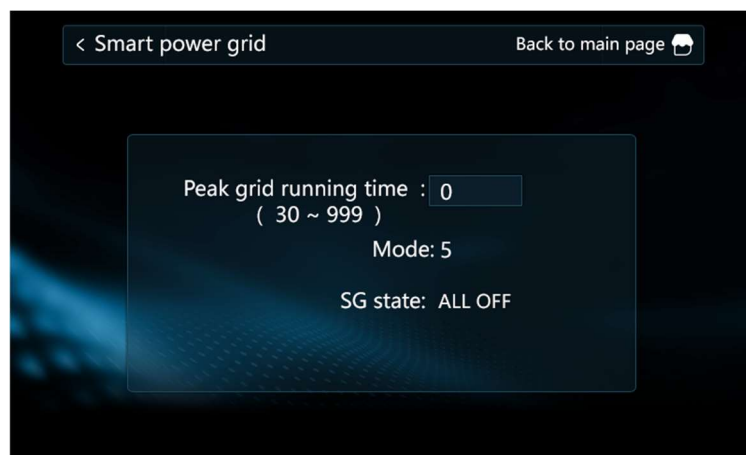 < Smart power grid
Back to main page
Peak grid running time : 0
( 30 ~ 999 )
Mode: 5
SG state: ALL OFF